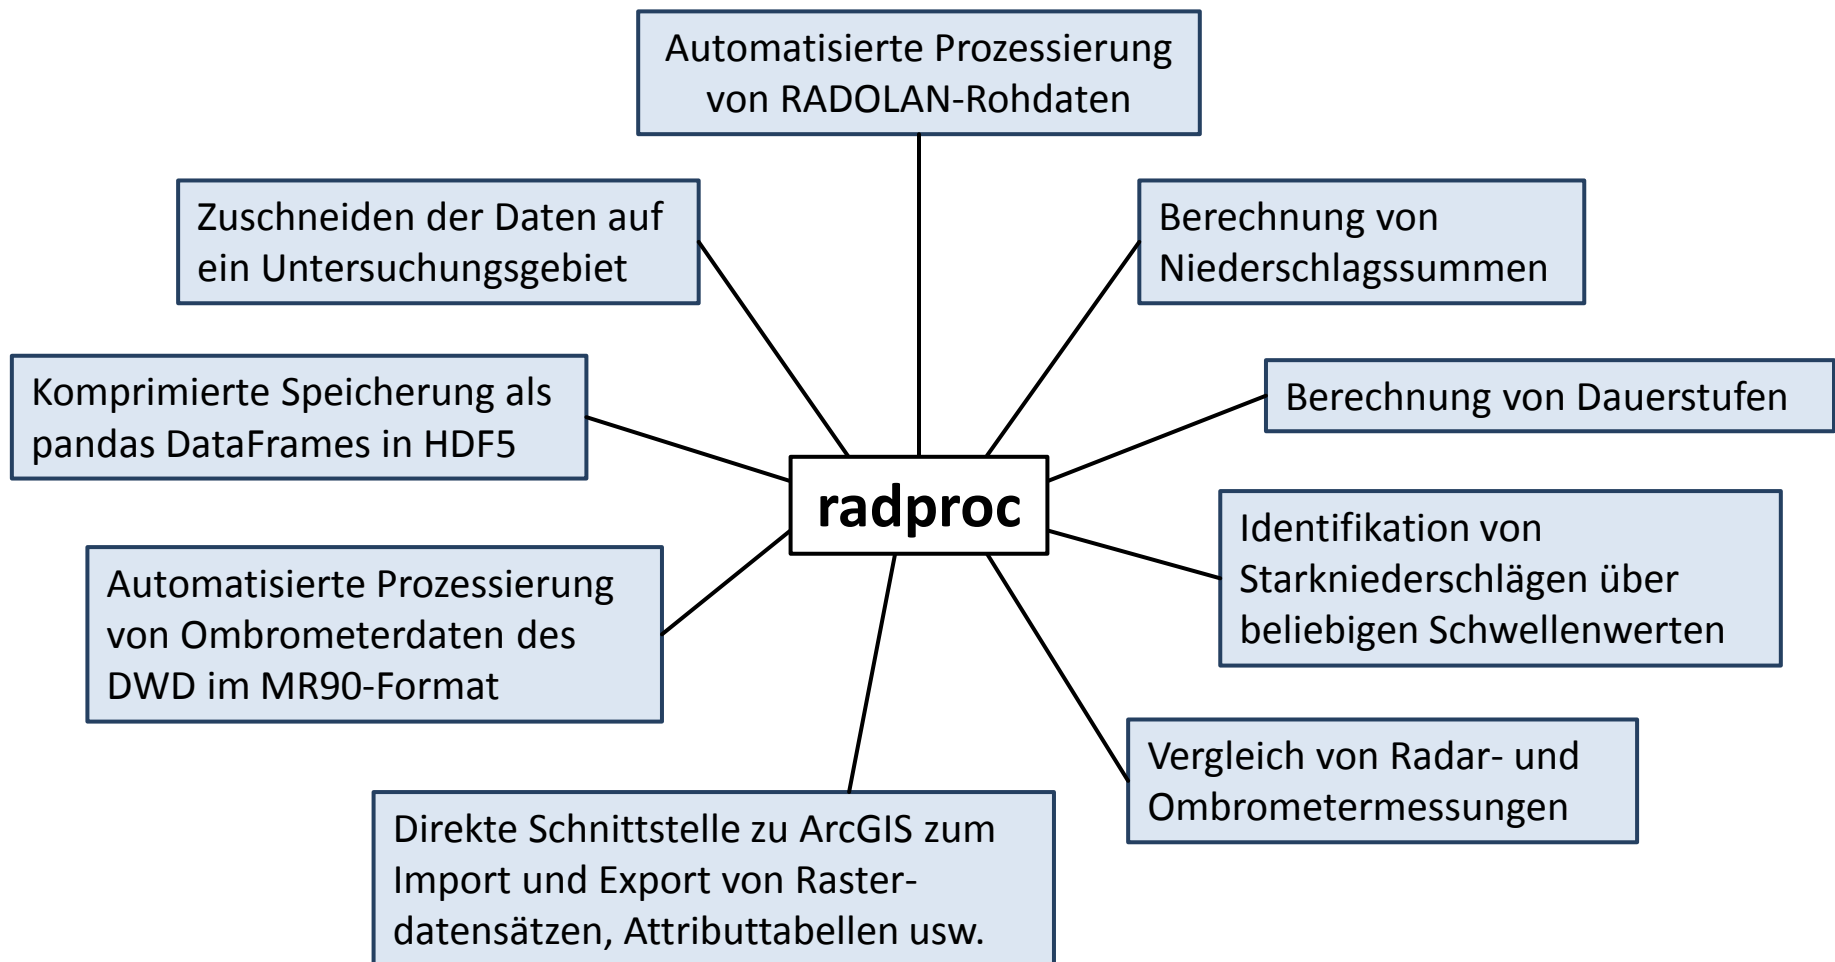 Automatisierte Prozessierung
von RADOLAN-Rohdaten
Zuschneiden der Daten auf
ein Untersuchungsgebiet
Berechnung von
Niederschlagssummen
Komprimierte Speicherung als
pandas DataFrames in HDF5
Berechnung von Dauerstufen
radproc
Identifikation von
Starkniederschlägen über
beliebigen Schwellenwerten
Automatisierte Prozessierung
von Ombrometerdaten des
DWD im MR90-Format
Vergleich von Radar- und
Ombrometermessungen
Direkte Schnittstelle zu ArcGIS zum
Import und Export von Raster-
datensätzen, Attributtabellen usw.